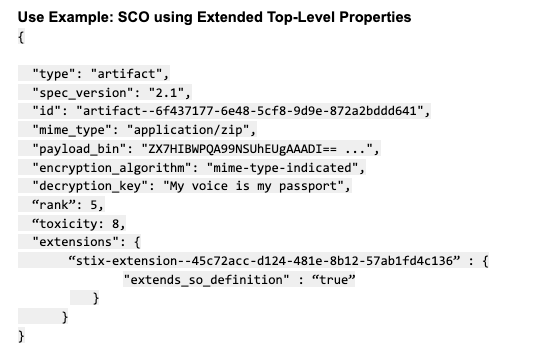 Use Example: SCO using Extended Top-Level Properties
{
"type": "artifact",
"spec_version": "2.1",
"id": "artifact--6f437177-6e48-5cf8-9d9e-872a2bddd641",
"mime_type": "application/zip",
"payload_bin": "ZX7HIBWPQA99NSUhEUgAAADI== ...",
"encryption_algorithm": "mime-type-indicated",
"decryption_key": "My voice is my passport",
“rank”: 5,
“toxicity: 8,
"extensions": {
“stix-extension--45c72acc-d124-481e-8b12-57ab1fd4c136” : {
"extends_so_definition" : “true”
}
}
}